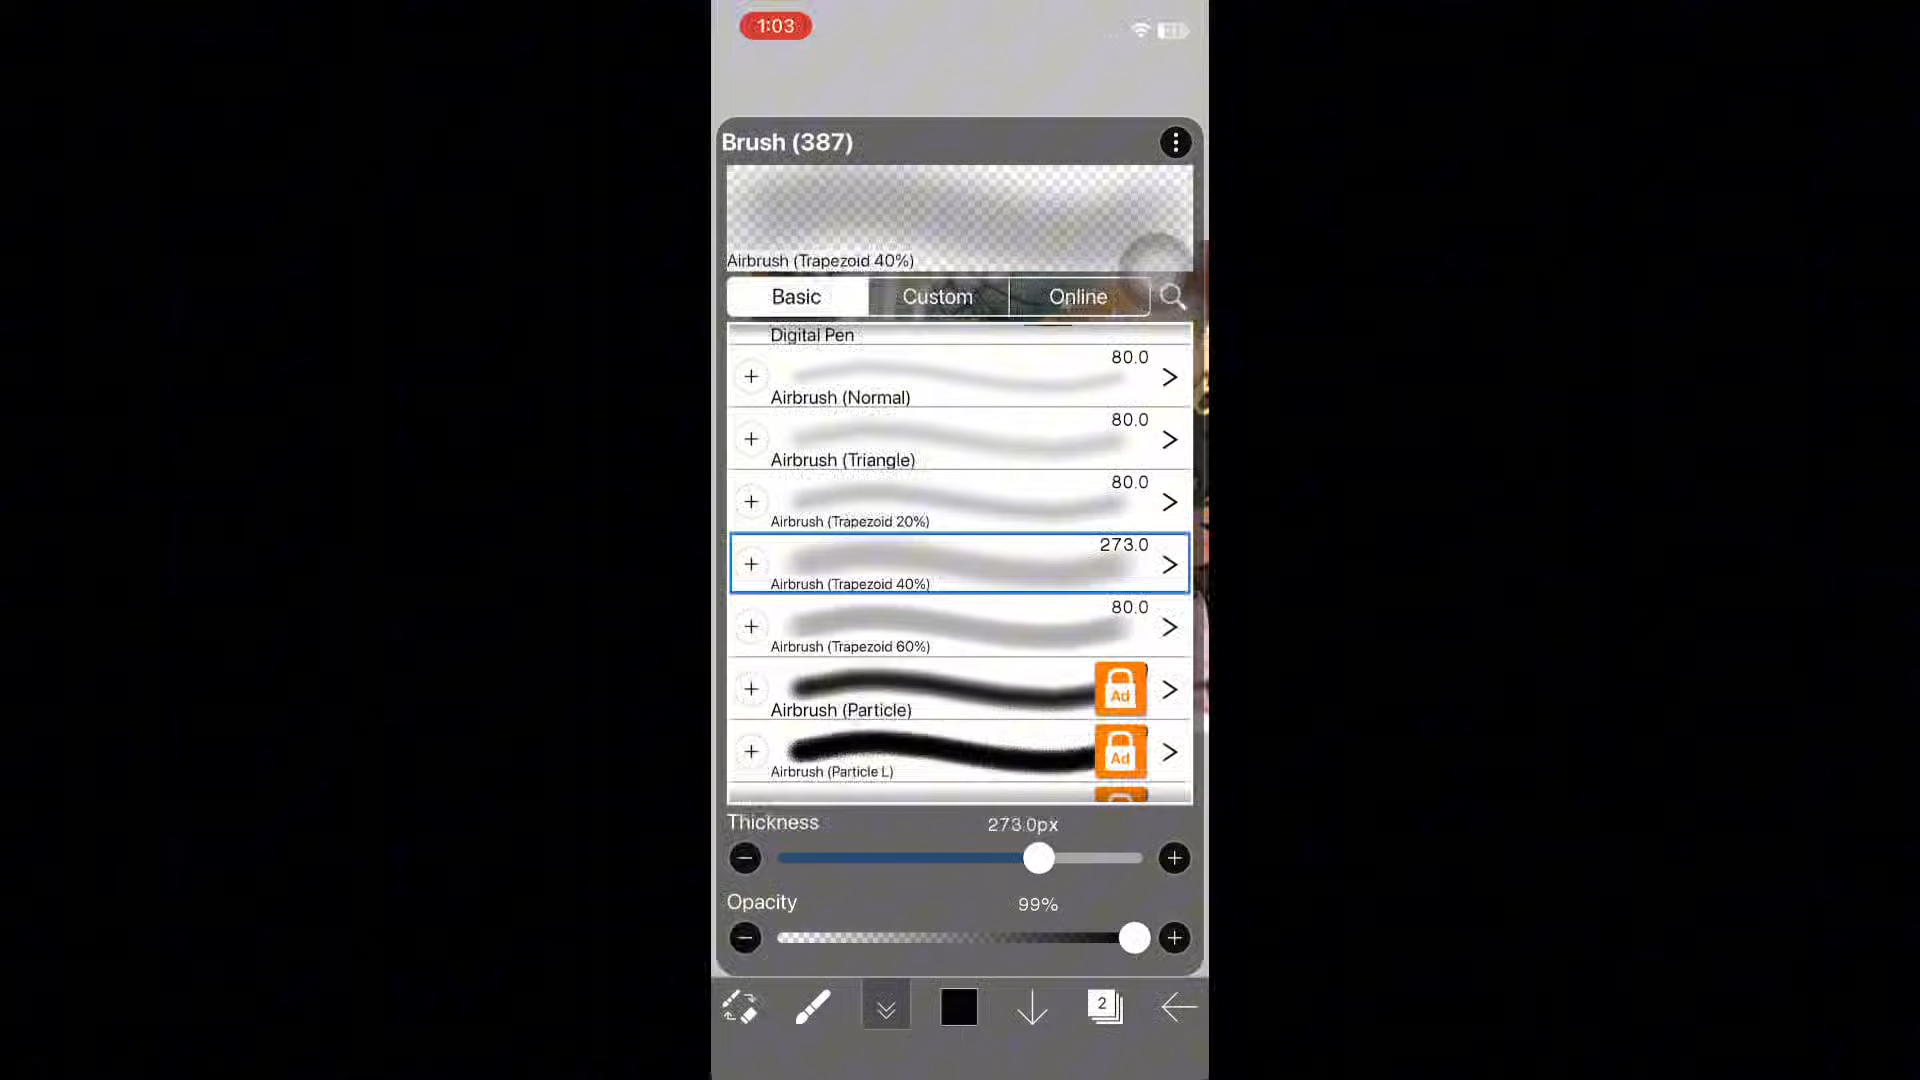 1:03
Brush (387)
Airbrush (Trapezoid 40%)
Basic Custom Online
Digital Pen
80.0
Airbrush (Normal)
80.0
Airbrush (Triangle)
80.0
Airbrush (Trapezoid 20%)
273.0
Airbrush (Trapezoid 40%)
80.0
Airbrush (Trapezoid 60%)
Ad
Airbrush (Particle)
Ad
Airbrush (Particle L)
Thickness 273.0px
Opacity 99%
2